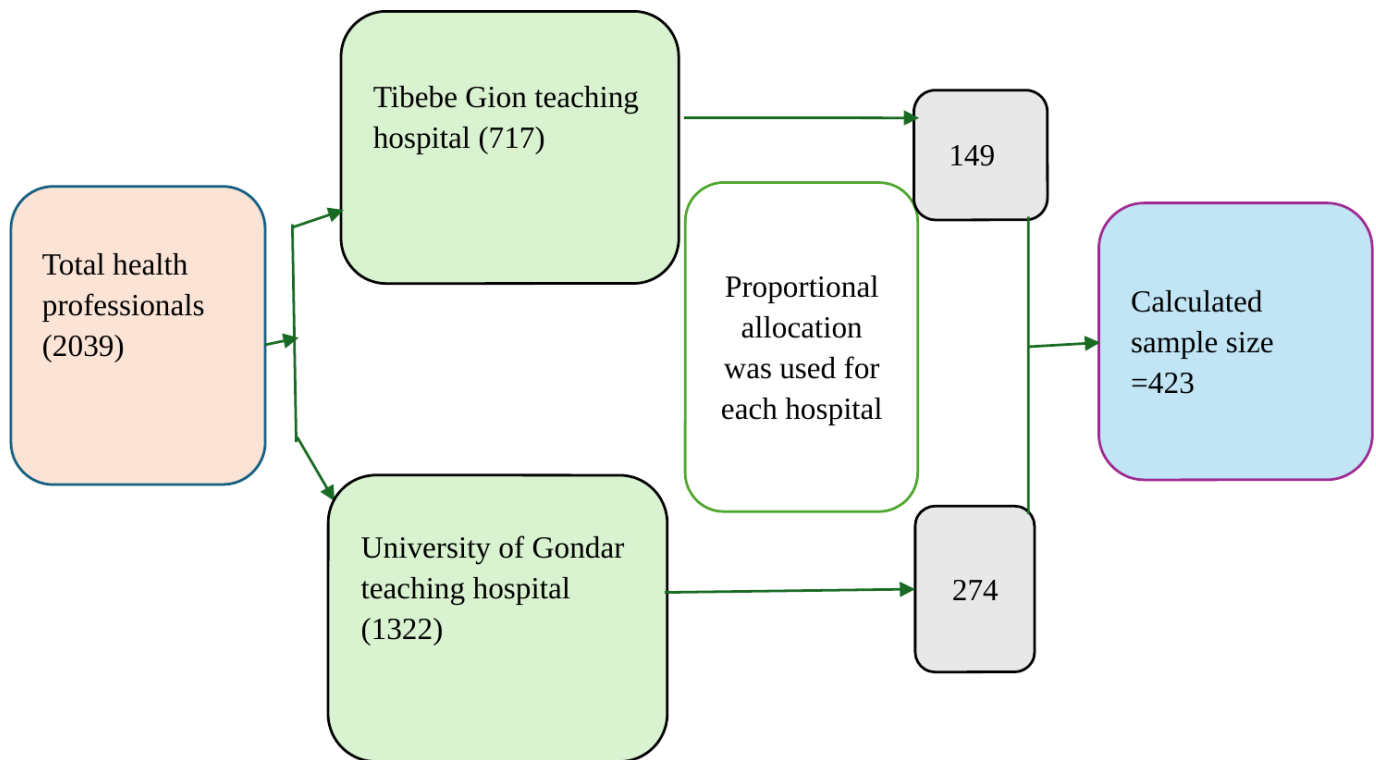 Total health
professionals
(2039)
Tibebe Gion teaching
hospital (717)
University of Gondar
teaching hospital
(1322)
Proportional
allocation
was used for
each hospital
149
274
Calculated
sample size
=423